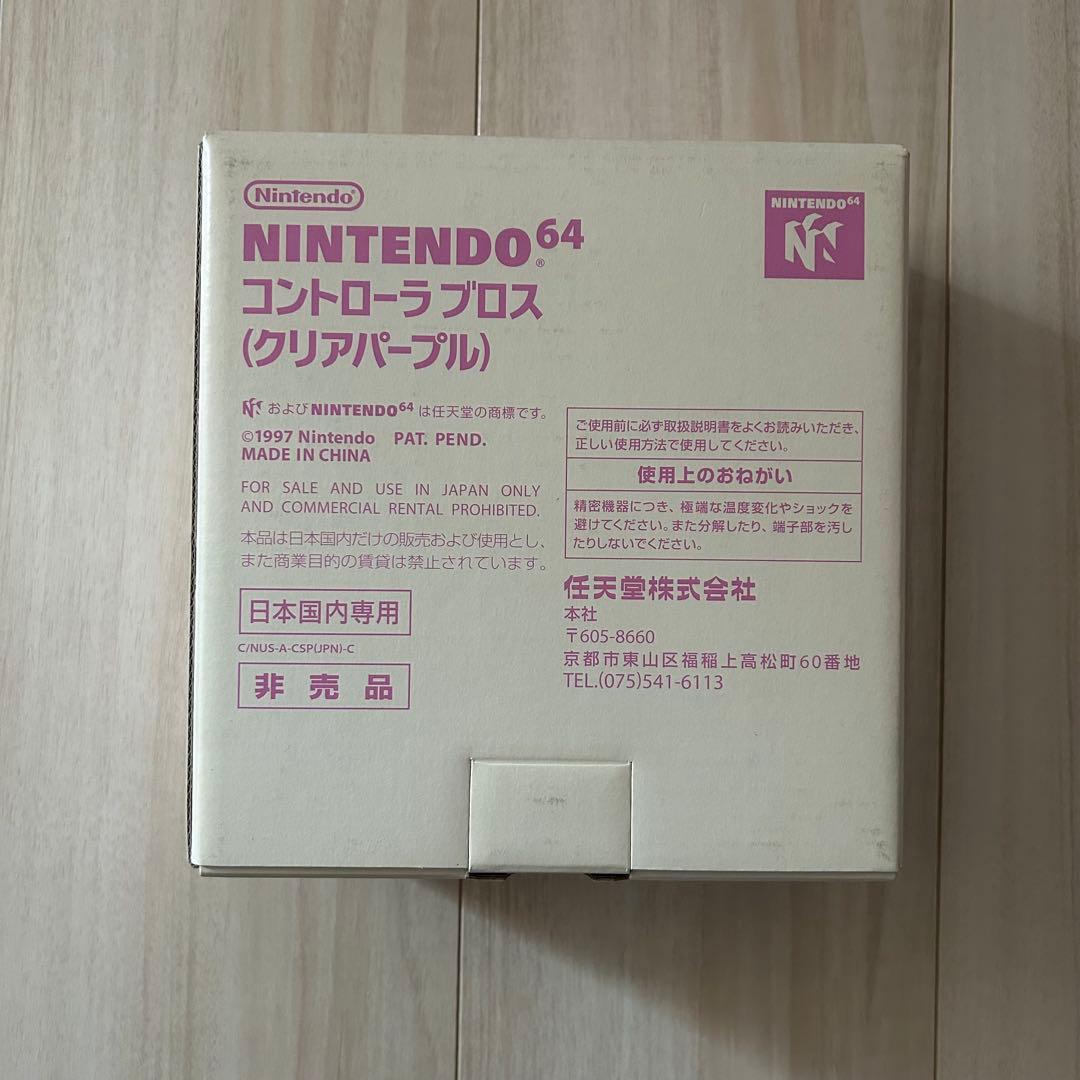 Nintendo®
NINTENDO⁶⁴®
コントローラ ブロス
(クリアパープル)
NINTENDO⁶⁴
および NINTENDO⁶⁴ は任天堂の商標です。
©1997 Nintendo PAT. PEND.
MADE IN CHINA
FOR SALE AND USE IN JAPAN ONLY
AND COMMERCIAL RENTAL PROHIBITED.
本品は日本国内だけの販売および使用とし、
また商業目的の賃貸は禁止されています。
日本国内専用
C/NUS-A-CSP(JPN)-C
非売品
ご使用前に必ず取扱説明書をよくお読みいただき、
正しい使用方法で使用してください。
使用上のおねがい
精密機器につき、極端な温度変化やショックを
避けてください。また分解したり、端子部を汚し
たりしないでください。
任天堂株式会社
本社
〒605-8660
京都市東山区福稲上高松町60番地
TEL.(075)541-6113